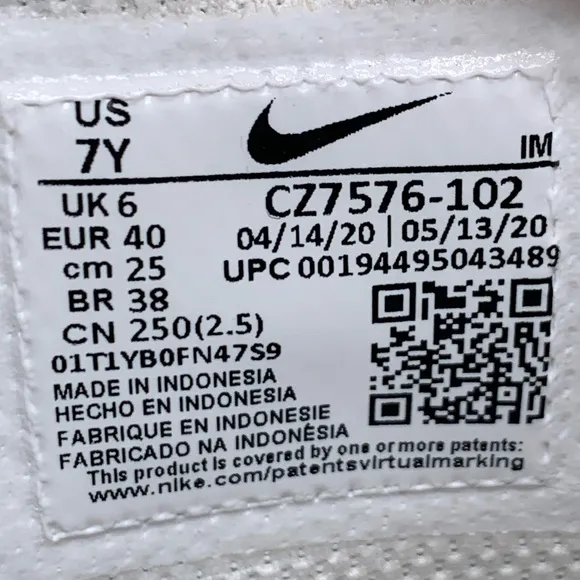 US
7Y
IM
UK 6
CZ7576-102
EUR 40
04/14/20 | 05/13/20
cm 25
UPC 00194495043489
BR 38
CN 250(2.5)
01T1YB0FN47S9
MADE IN INDONESIA
HECHO EN INDONESIA
FABRIQUE EN INDONESIE
FABRICADO NA INDONÉSIA
This product is covered by one or more patents:
www.nike.com/patentsvirtualmarking